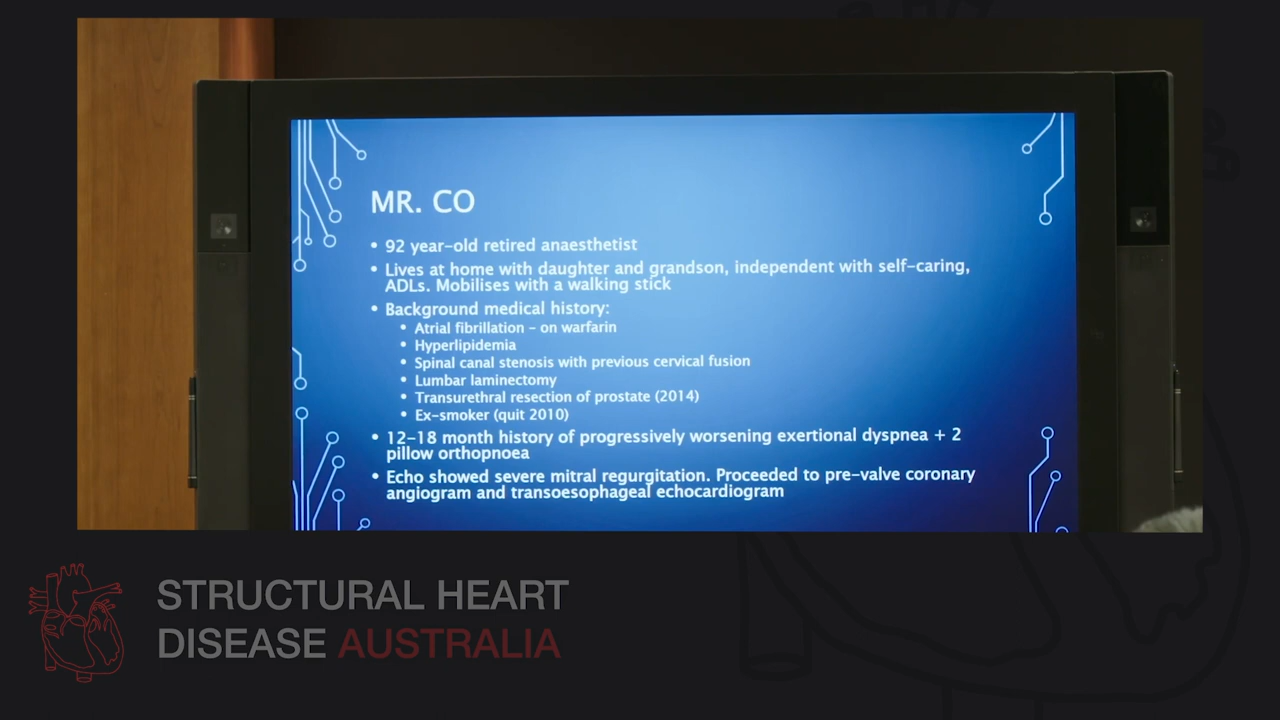 MR. CO
• 92 year-old retired anaesthetist
• Lives at home with daughter and grandson, independent with self-caring,
ADLs. Mobilises with a walking stick
• Background medical history:
• Atrial fibrillation – on warfarin
• Hyperlipidemia
• Spinal canal stenosis with previous cervical fusion
• Lumbar laminectomy
• Transurethral resection of prostate (2014)
• Ex-smoker (quit 2010)
• 12-18 month history of progressively worsening exertional dyspnea + 2
pillow orthopnoea
• Echo showed severe mitral regurgitation. Proceeded to pre-valve coronary
angiogram and transoesophageal echocardiogram
STRUCTURAL HEART
DISEASE AUSTRALIA